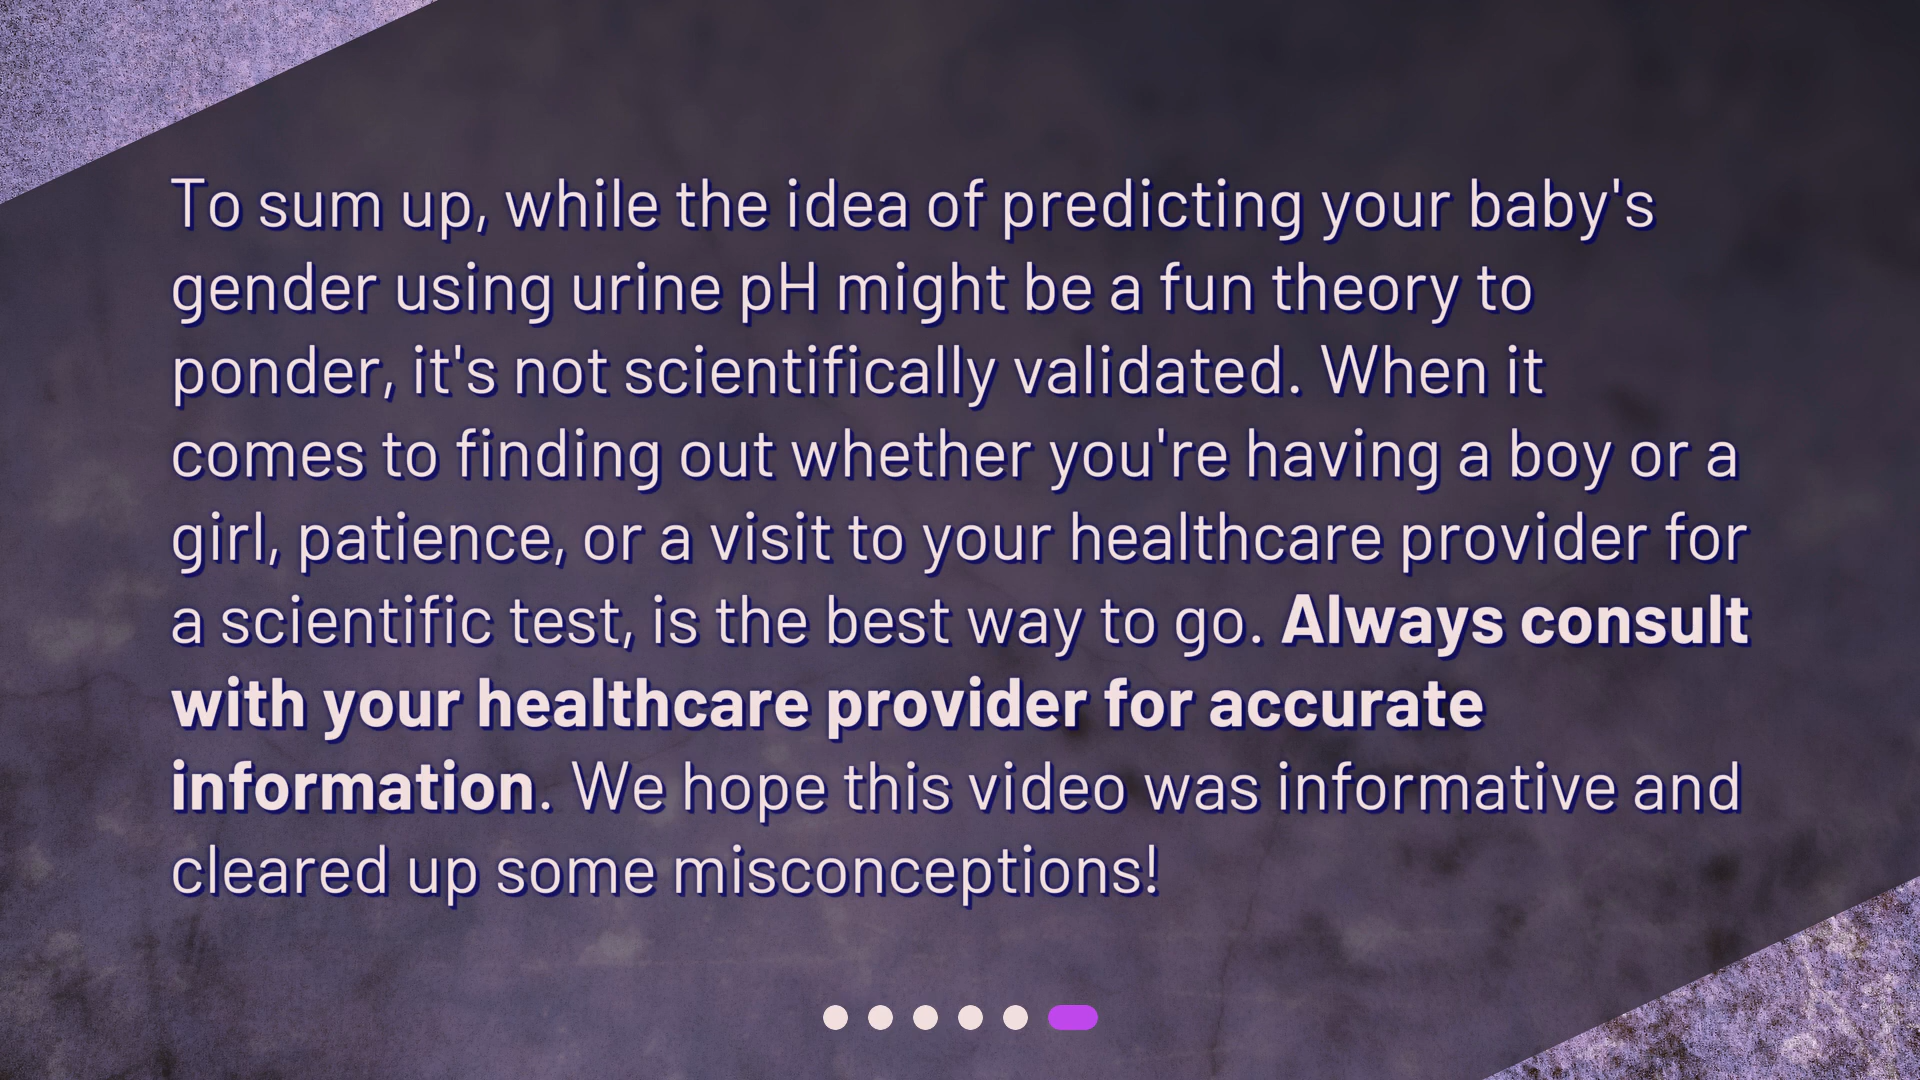 To sum up, while the idea of predicting your baby's
gender using urine pH might be a fun theory to
ponder, it's not scientifically validated. When it
comes to finding out whether you're having a boy or a
girl, patience, or a visit to your healthcare provider for
a scientific test, is the best way to go. Always consult
with your healthcare provider for accurate
information. We hope this video was informative and
cleared up some misconceptions!